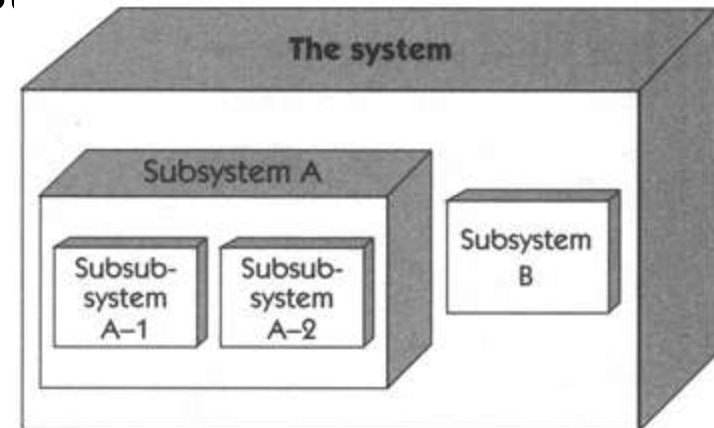 The system
Subsystem A
Subsub-
system
A–1
Subsub-
system
A–2
Subsystem
B